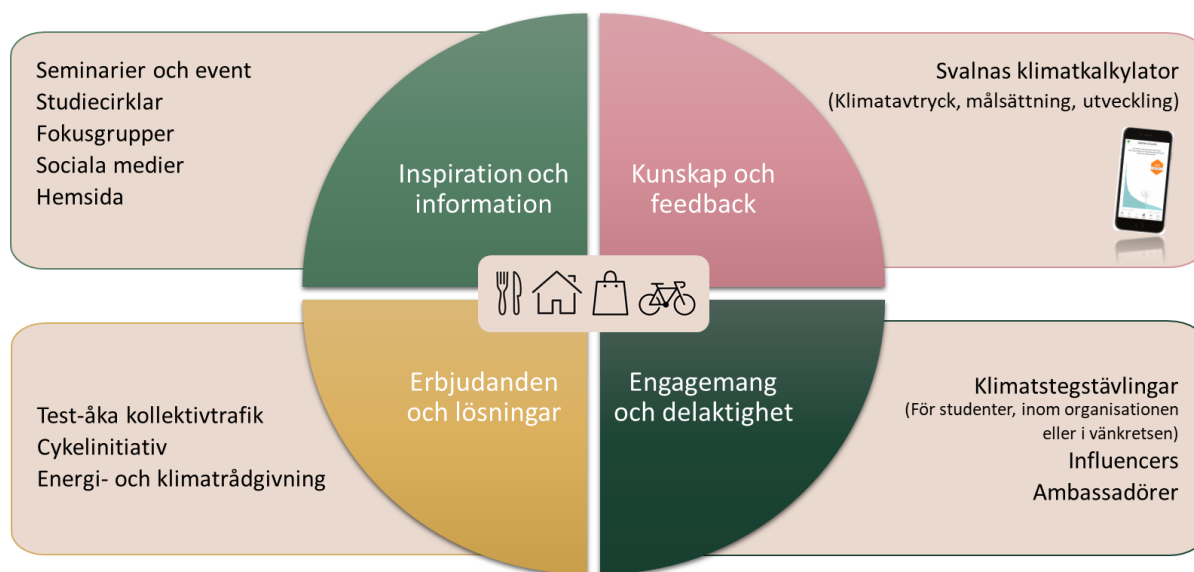 Seminarier och event
Studiecirklar
Fokusgrupper
Sociala medier
Hemsida
Inspiration och
information
Kunskap och
feedback
Svalnas klimatkalkylator
(Klimatavtryck, målsättning, utveckling)
Test-åka kollektivtrafik
Cykelinitiativ
Energi- och klimatrådgivning
Erbjudanden
och lösningar
Engagemang
och delaktighet
Klimatstegstävlingar
(För studenter, inom organisationen
eller i vänkretsen)
Influencers
Ambassadörer